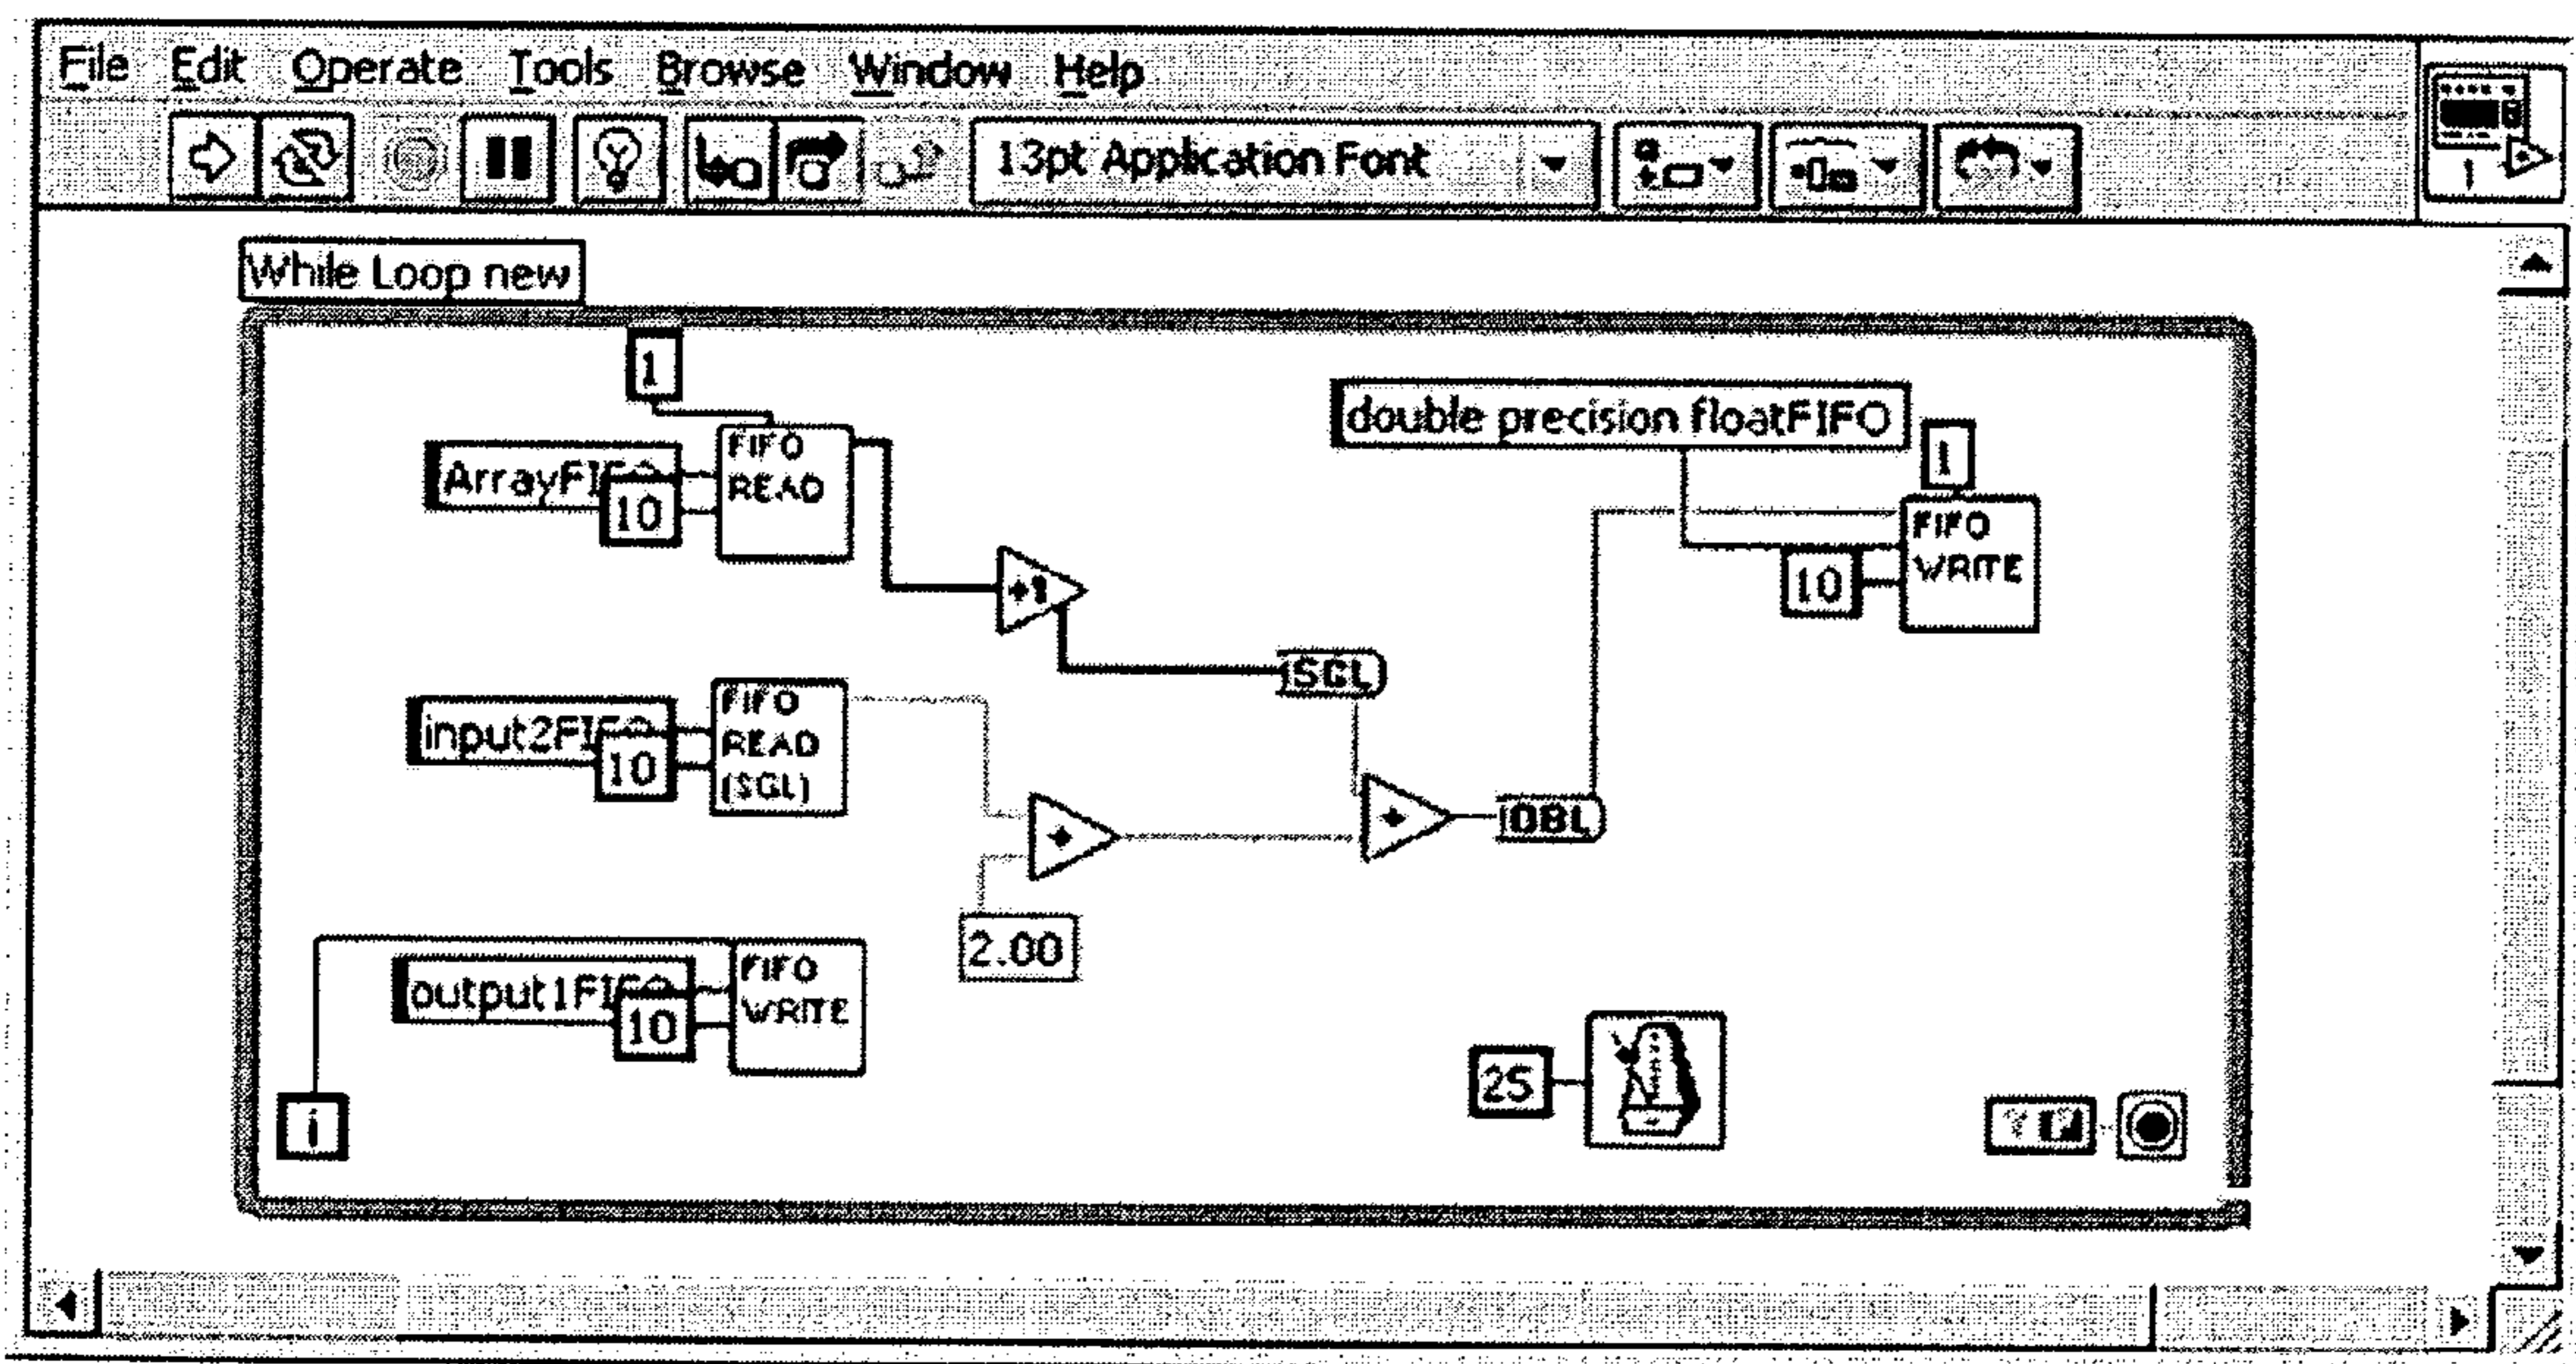 File Edit Operate Tools Browse Window Help
13pt Application Font
1
While Loop new
1
double precision floatFIFO
1
FIFO
READ
10
FIFO
WRITE
10
+1
SGL
FIFO
READ
(SGL)
input2FIFO
10
+
+
DBL
2.00
FIFO
WRITE
output1FIFO
10
25
i
ArrayFIFO